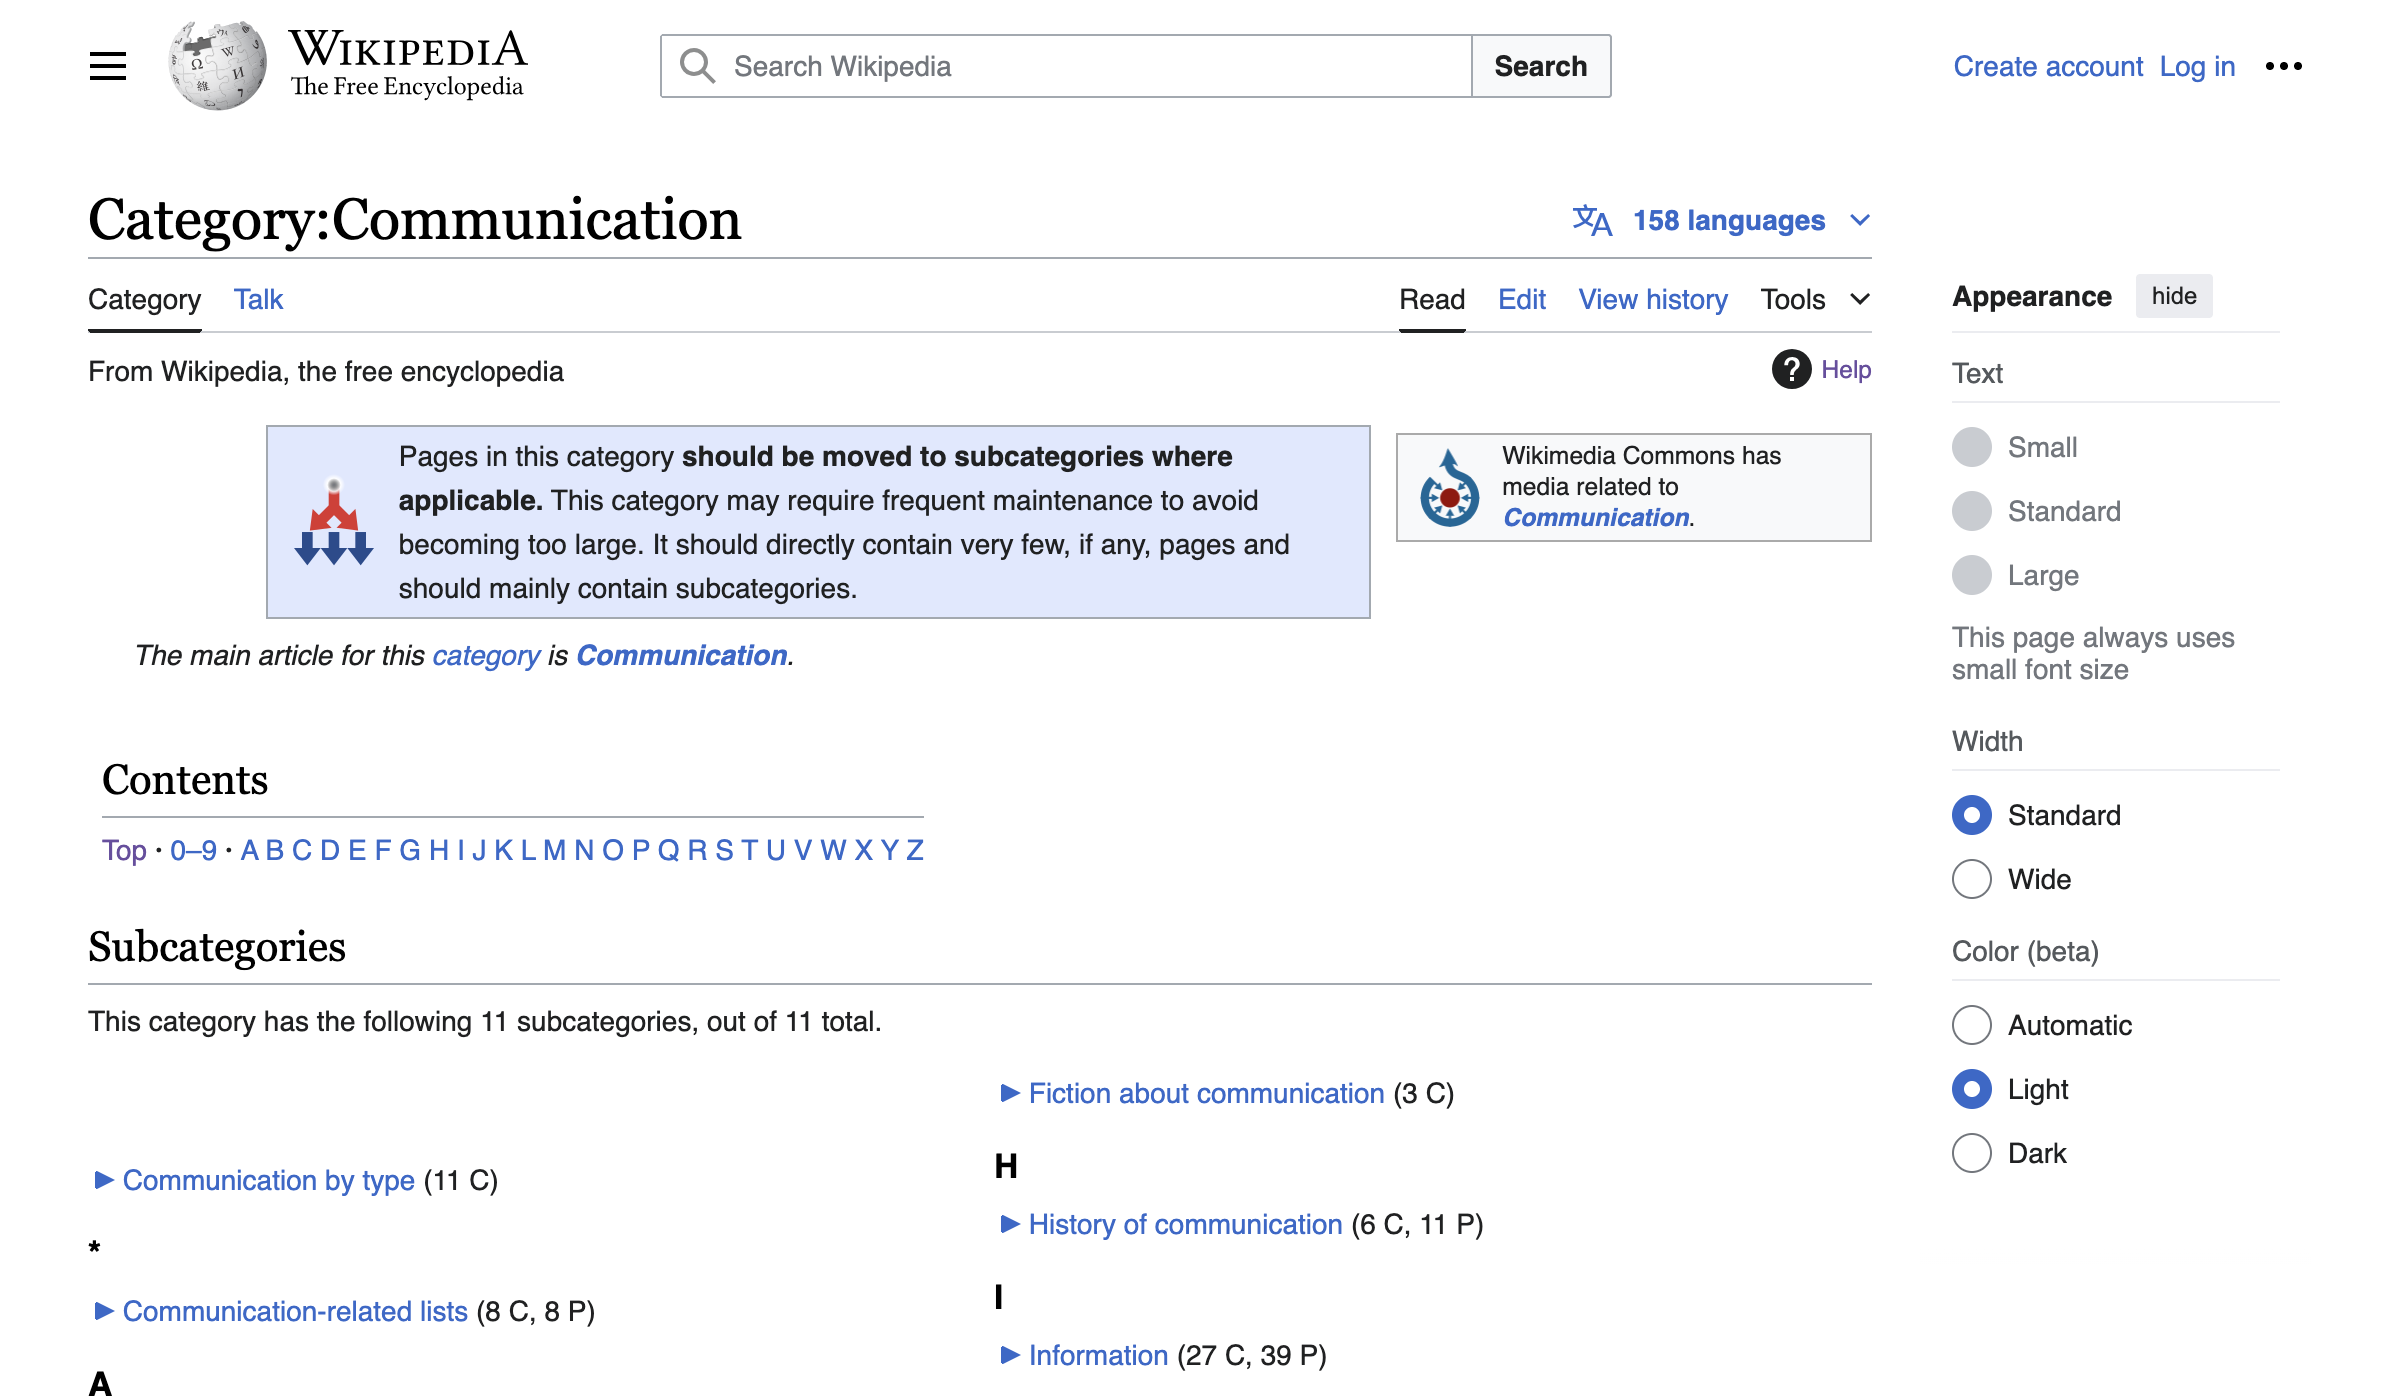 WIKIPEDIA
The Free Encyclopedia
Search Wikipedia
Search
Create account Log in
Category:Communication
158 languages
Category Talk
Read Edit View history Tools
From Wikipedia, the free encyclopedia
Help
Pages in this category should be moved to subcategories where
applicable. This category may require frequent maintenance to avoid
becoming too large. It should directly contain very few, if any, pages and
should mainly contain subcategories.
Wikimedia Commons has
media related to
Communication.
The main article for this category is Communication.
Contents
Top · 0–9 · A B C D E F G H I J K L M N O P Q R S T U V W X Y Z
Subcategories
This category has the following 11 subcategories, out of 11 total.
► Communication by type (11 C)
*
► Communication-related lists (8 C, 8 P)
A
► Fiction about communication (3 C)
H
► History of communication (6 C, 11 P)
I
► Information (27 C, 39 P)
Appearance hide
Text
Small
Standard
Large
This page always uses
small font size
Width
Standard
Wide
Color (beta)
Automatic
Light
Dark